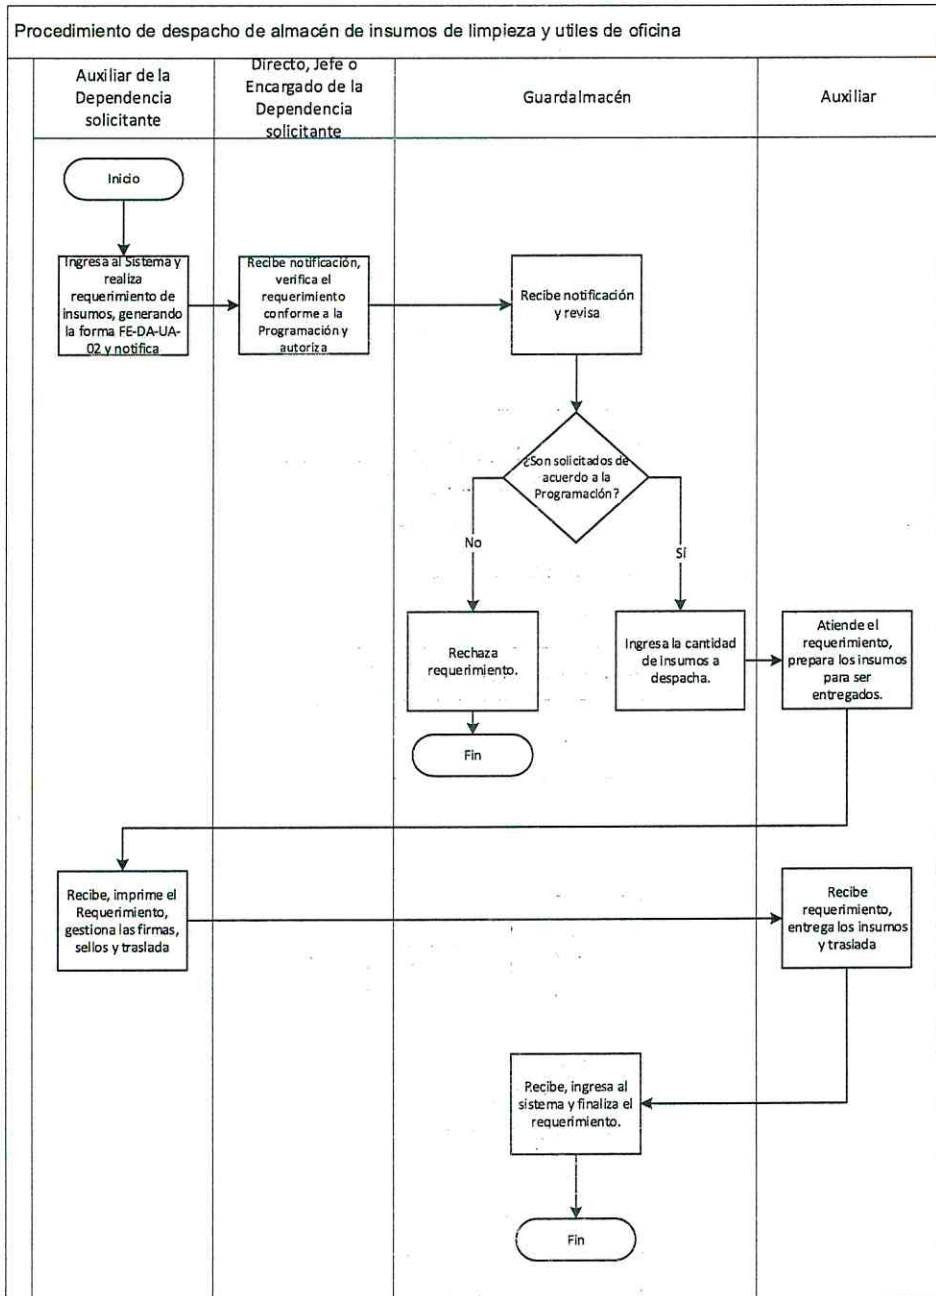 Procedimiento de despacho de almacén de insumos de limpieza y utiles de oficina
Auxiliar de la
Dependencia
solicitante
Directo, Jefe o
Encargado de la
Dependencia
solicitante
Guardalmacén
Auxiliar
Inicio
Ingresa al Sistema y
realiza
requerimiento de
insumos, generando
la forma FE-DA-UA-
02 y notifica
Recibe notificación,
verifica el
requerimiento
conforme a la
Programación y
autoriza
Recibe notificación
y revisa
¿Son solicitados de
acuerdo a la
Programación?
No
Sí
Rechaza
requerimiento.
Ingresa la cantidad
de insumos a
despacha.
Atiende el
requerimiento,
prepara los insumos
para ser
entregados.
Fin
Recibe, imprime el
Requerimiento,
gestiona las firmas,
sellos y traslada
Recibe
requerimiento,
entrega los insumos
y traslada
Recibe, ingresa al
sistema y finaliza el
requerimiento.
Fin